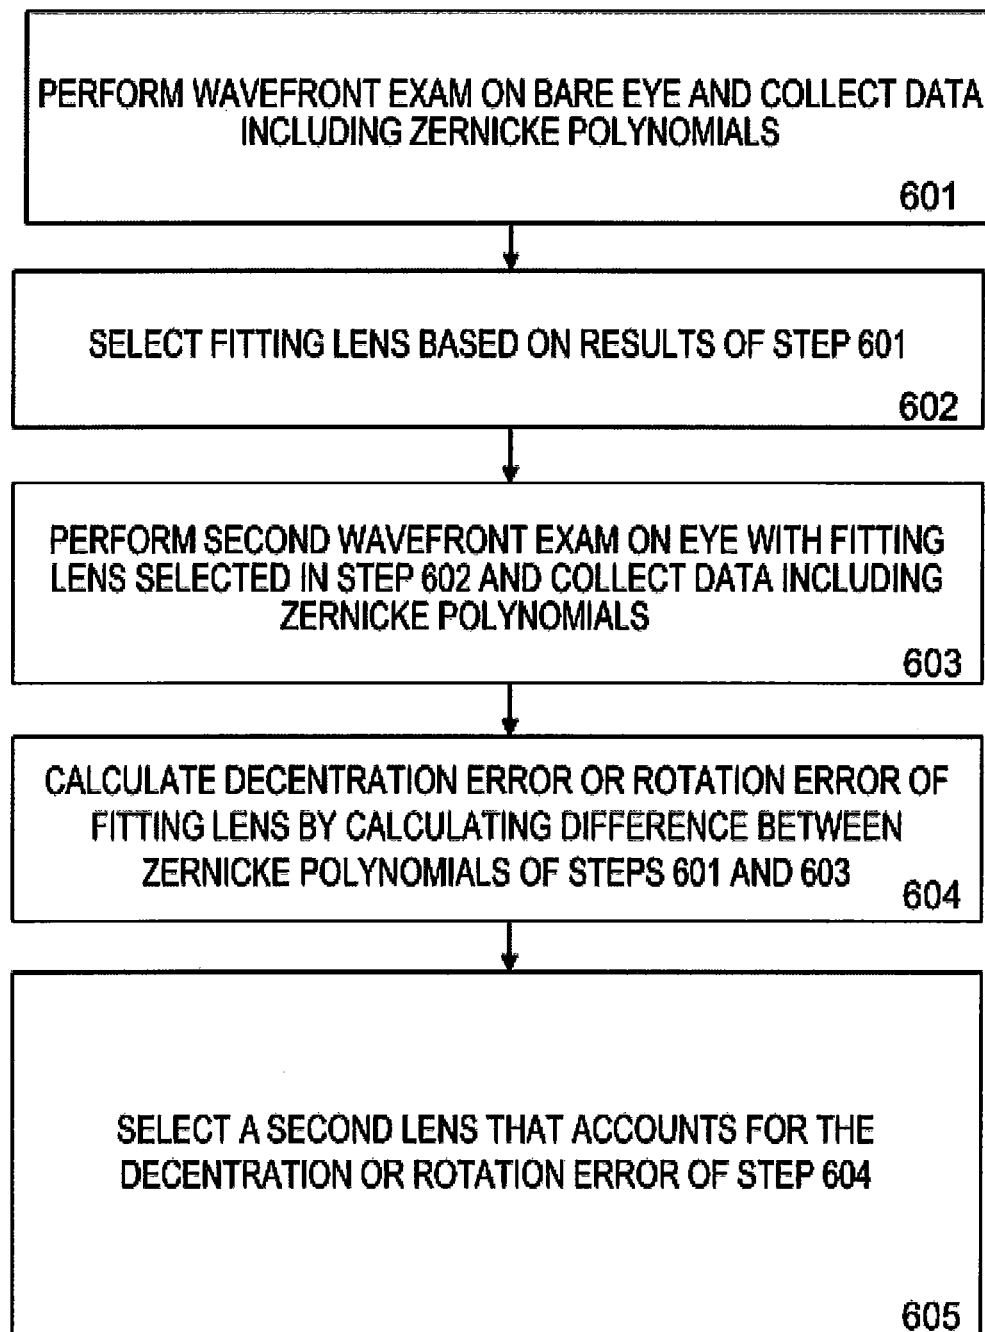 PERFORM WAVEFRONT EXAM ON BARE EYE AND COLLECT DATA
INCLUDING ZERNICKE POLYNOMIALS
601
SELECT FITTING LENS BASED ON RESULTS OF STEP 601
602
PERFORM SECOND WAVEFRONT EXAM ON EYE WITH FITTING
LENS SELECTED IN STEP 602 AND COLLECT DATA INCLUDING
ZERNICKE POLYNOMIALS
603
CALCULATE DECENTRATION ERROR OR ROTATION ERROR OF
FITTING LENS BY CALCULATING DIFFERENCE BETWEEN
ZERNICKE POLYNOMIALS OF STEPS 601 AND 603
604
SELECT A SECOND LENS THAT ACCOUNTS FOR THE
DECENTRATION OR ROTATION ERROR OF STEP 604
605